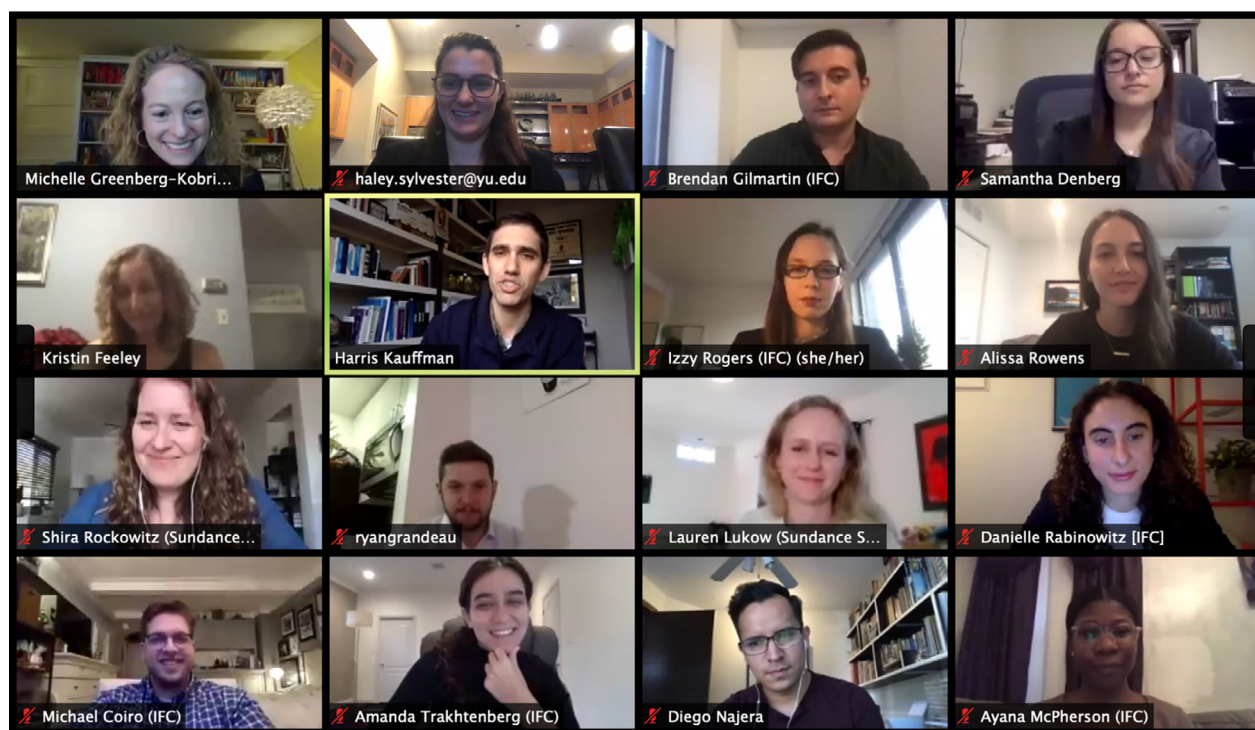 Michelle Greenberg-Kobri...
haley.sylvester@yu.edu
Brendan Gilmartin (IFC)
Samantha Denberg
Kristin Feeley
Harris Kauffman
Izzy Rogers (IFC) (she/her)
Alissa Rowens
Shira Rockowitz (Sundance...
ryangrandeau
Lauren Lukow (Sundance S...
Danielle Rabinowitz [IFC]
Michael Coiro (IFC)
Amanda Trakhtenberg (IFC)
Diego Najera
Ayana McPherson (IFC)